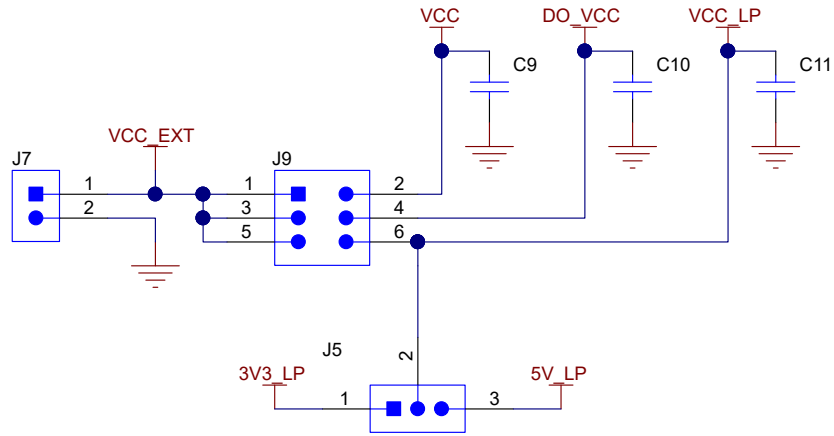 VCC DO_VCC VCC_LP
C9 C10 C11
VCC_EXT
J7 J9
1 1 2
2 3 4
5 6
J5 2
3V3_LP 5V_LP
1 3